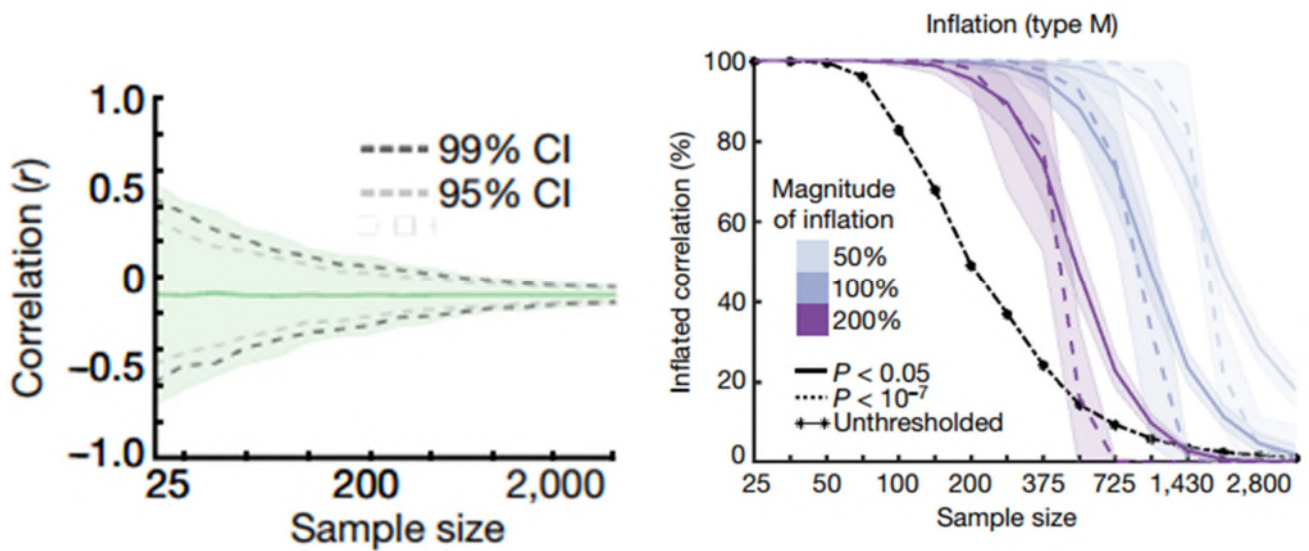 1.0
0.5
0
−0.5
−1.0
Correlation (r)
99% CI
95% CI
25
200
2,000
Sample size
Inflation (type M)
100
80
60
40
20
0
Inflated correlation (%)
Magnitude
of inflation
50%
100%
200%
P < 0.05
P < 10⁻⁷
Unthresholded
25
50
100
200
375
725
1,430
2,800
Sample size